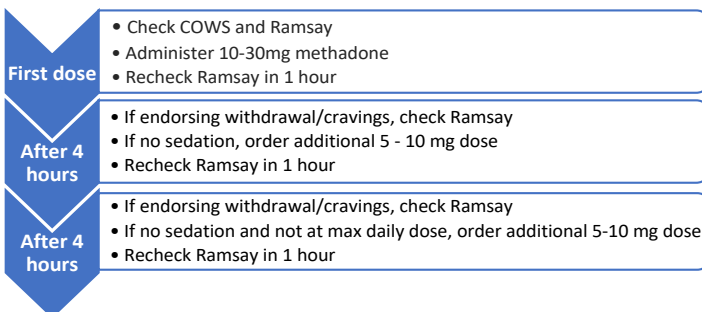 First dose
• Check COWS and Ramsay
• Administer 10-30mg methadone
• Recheck Ramsay in 1 hour
After 4
hours
• If endorsing withdrawal/cravings, check Ramsay
• If no sedation, order additional 5 - 10 mg dose
• Recheck Ramsay in 1 hour
After 4
hours
• If endorsing withdrawal/cravings, check Ramsay
• If no sedation and not at max daily dose, order additional 5-10 mg dose
• Recheck Ramsay in 1 hour